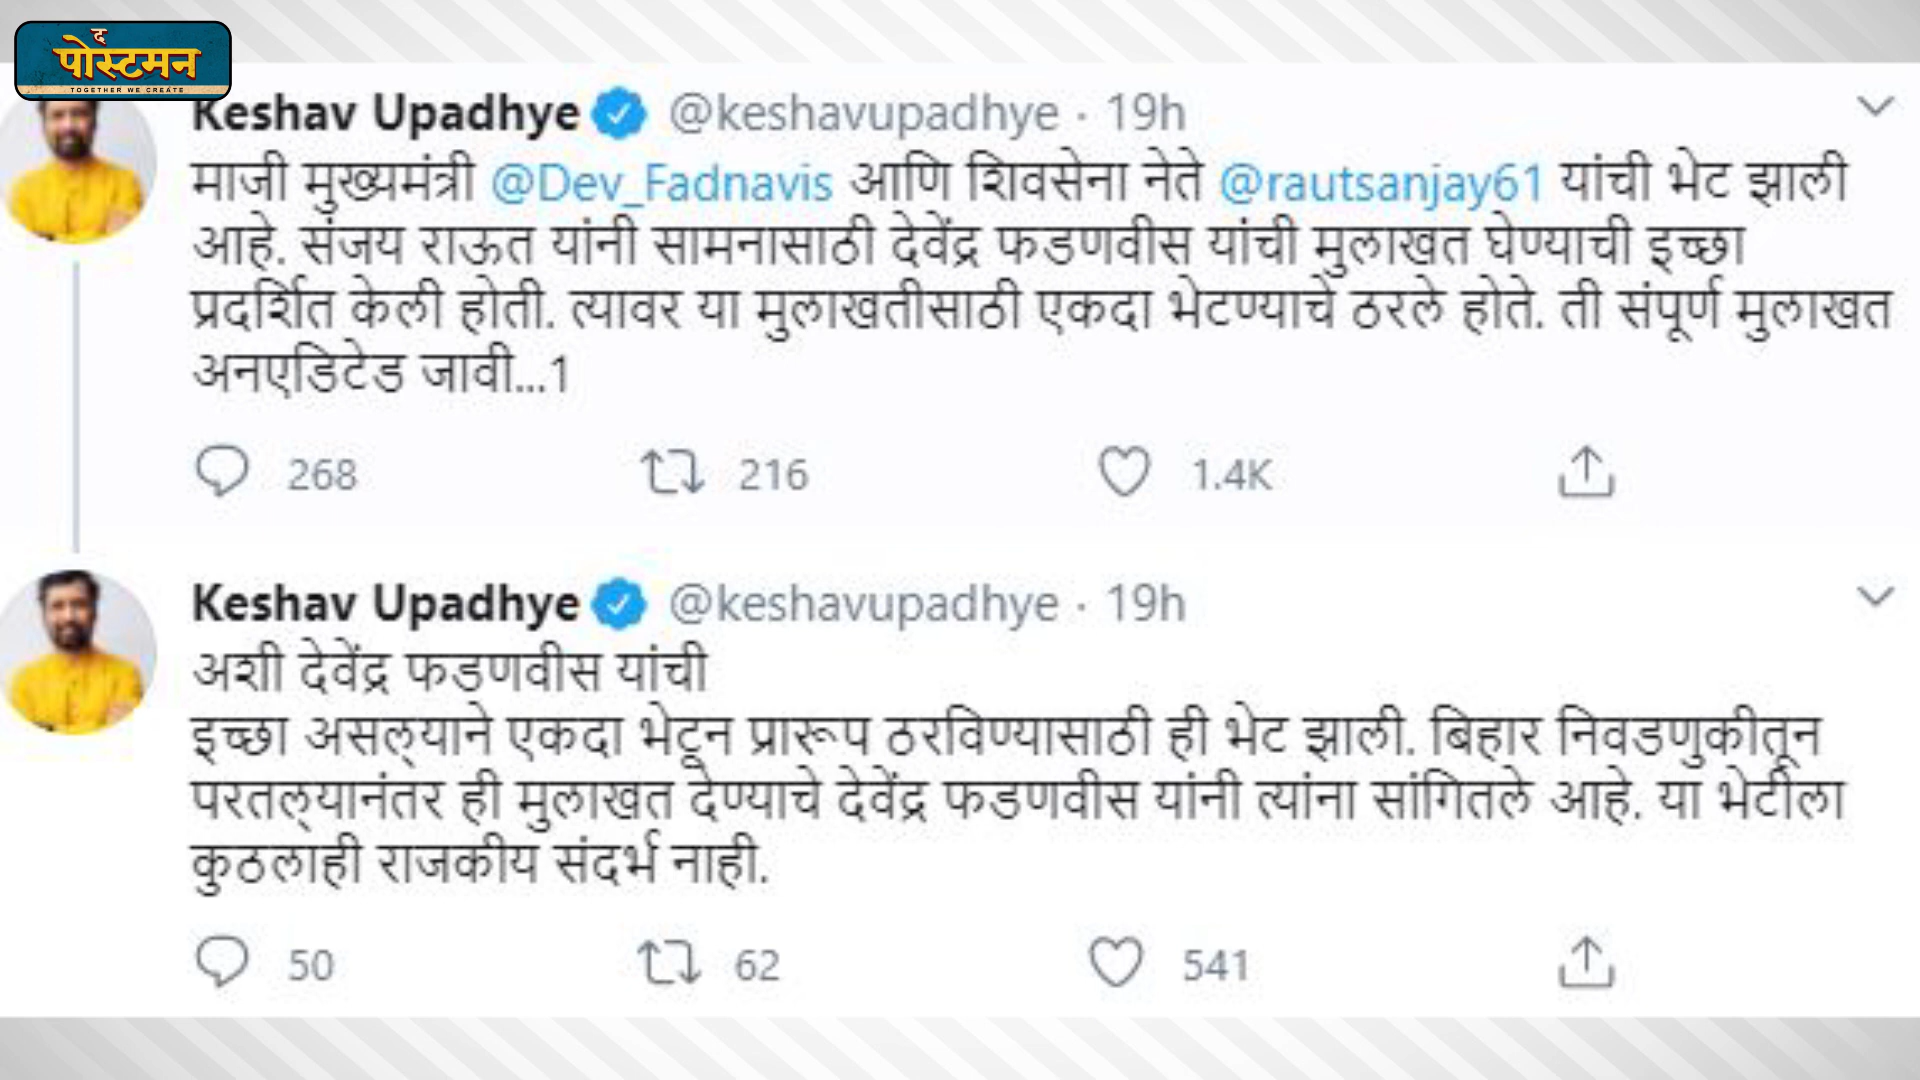 द
पोस्टमन
TOGETHER WE CREATE
Keshav Upadhye @keshavupadhye · 19h
माजी मुख्यमंत्री @Dev_Fadnavis आणि शिवसेना नेते @rautsanjay61 यांची भेट झाली
आहे. संजय राऊत यांनी सामनासाठी देवेंद्र फडणवीस यांची मुलाखत घेण्याची इच्छा
प्रदर्शित केली होती. त्यावर या मुलाखतीसाठी एकदा भेटण्याचे ठरले होते. ती संपूर्ण मुलाखत
अनएडिटेड जावी...1
268 216 1.4K
Keshav Upadhye @keshavupadhye · 19h
अशी देवेंद्र फडणवीस यांची
इच्छा असल्याने एकदा भेटून प्रारूप ठरविण्यासाठी ही भेट झाली. बिहार निवडणुकीतून
परतल्यानंतर ही मुलाखत देण्याचे देवेंद्र फडणवीस यांनी त्यांना सांगितले आहे. या भेटीला
कुठलाही राजकीय संदर्भ नाही.
50 62 541